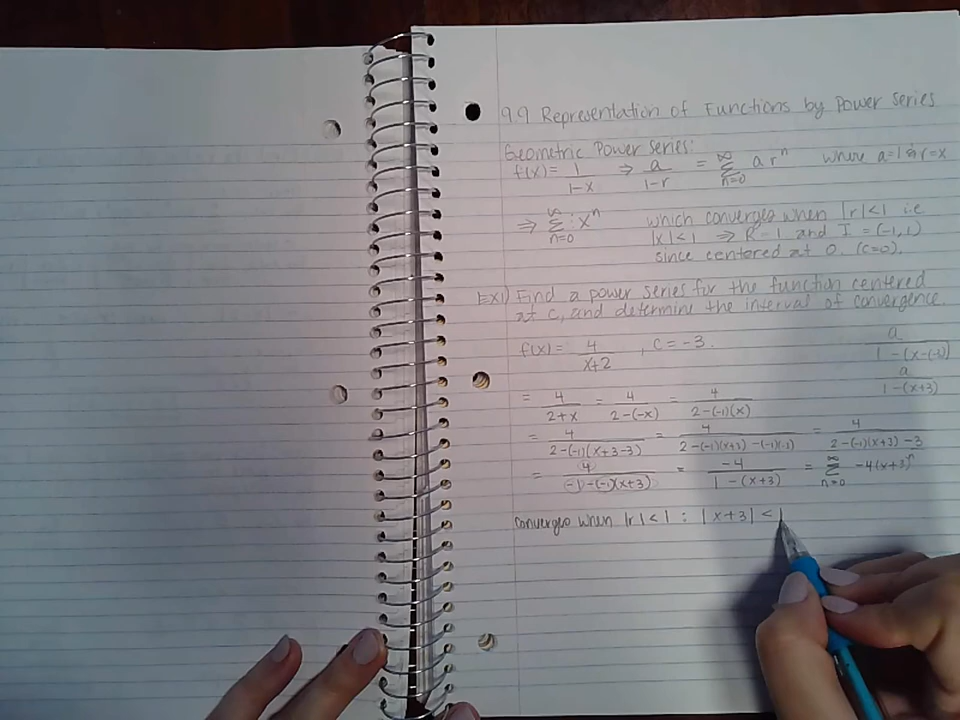 9.9 Representation of Functions by Power Series
Geometric Power Series:
f(x) = 1/(1-x) ⇒ a/(1-r) = ∞ Σ n=0 a r^n where a=1 & r=x
⇒ ∞ Σ n=0 x^n which converges when |r|<1 i.e
|x|<1 ⇒ R=1 and I = (-1,1)
since centered at 0. (c=0).
EX1) Find a power series for the function centered
at c, and determine the interval of convergence.
f(x) = 4/(x+2), c = -3. a/(1-(x-(-3)))
a/(1-(x+3))
= 4/(2+x) = 4/(2-(-x)) = 4/(2-(-1)(x))
= 4/(2-(-1)(x+3-3)) = 4/(2-(-1)(x+3)-(-1)(-3)) = 4/(2-(-1)(x+3)-3)
= 4/(-1-(-1)(x+3)) = -4/(1-(x+3)) = ∞ Σ n=0 -4(x+3)^n
Converges when |r|<1 : |x+3|<1